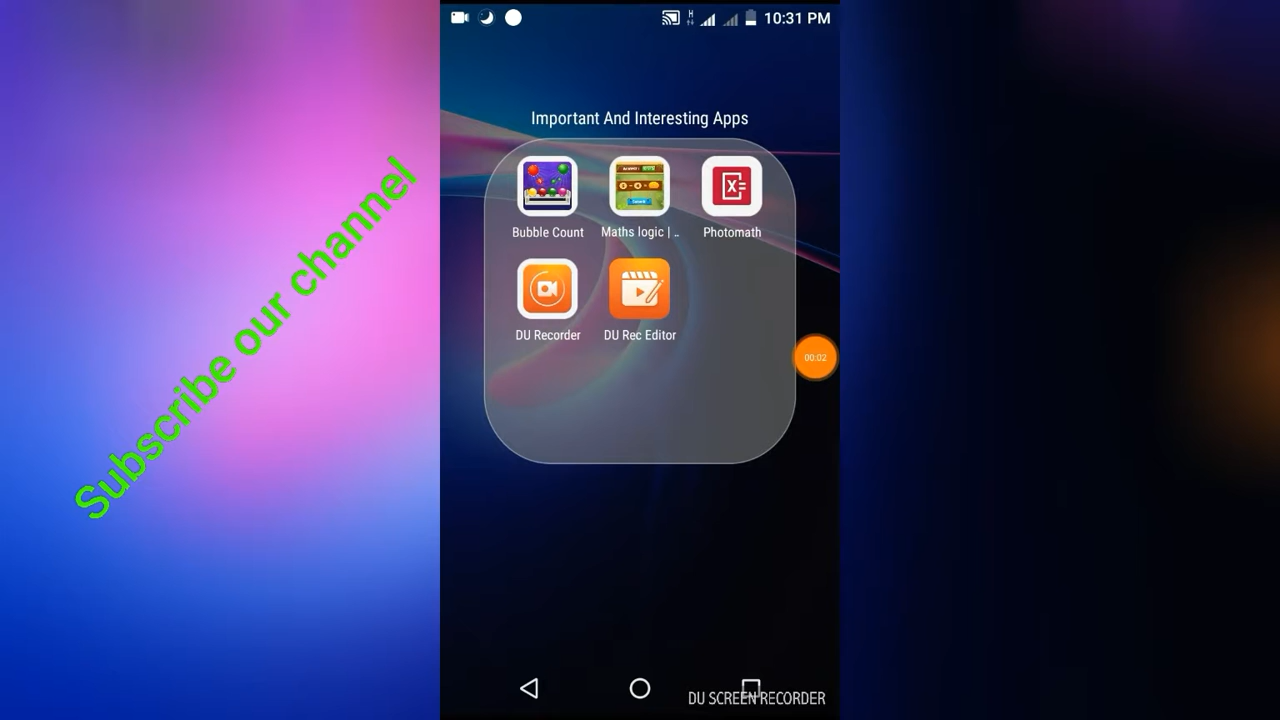 10:31 PM
Important And Interesting Apps
Bubble Count
Maths logic | ..
Photomath
DU Recorder
DU Rec Editor
00:02
Subscribe our channel
DU SCREEN RECORDER